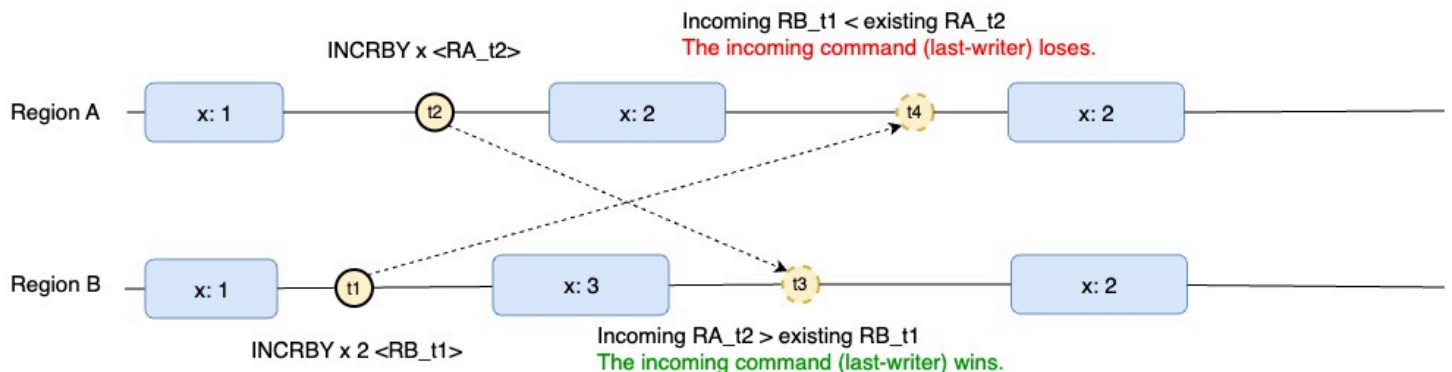 Incoming RB_t1 < existing RA_t2
The incoming command (last-writer) loses.
INCRBY x <RA_t2>
Region A
x: 1
t2
x: 2
t4
x: 2
Region B
x: 1
t1
x: 3
t3
x: 2
INCRBY x 2 <RB_t1>
Incoming RA_t2 > existing RB_t1
The incoming command (last-writer) wins.